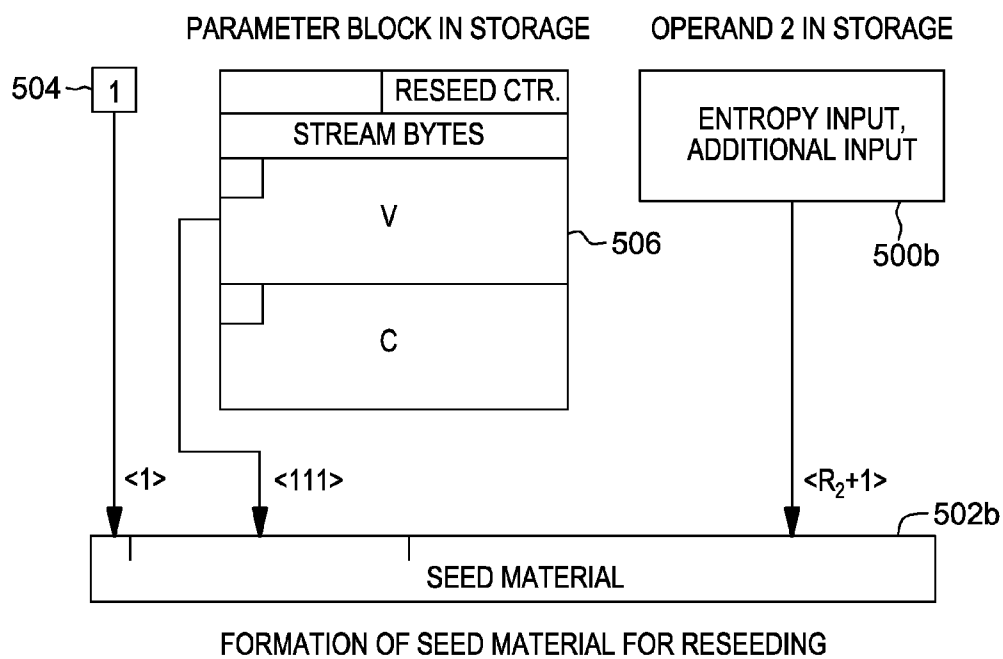 PARAMETER BLOCK IN STORAGE
OPERAND 2 IN STORAGE
504
1
RESEED CTR.
STREAM BYTES
V
506
C
ENTROPY INPUT,
ADDITIONAL INPUT
500b
<1>
<111>
<R₂+1>
502b
SEED MATERIAL
FORMATION OF SEED MATERIAL FOR RESEEDING